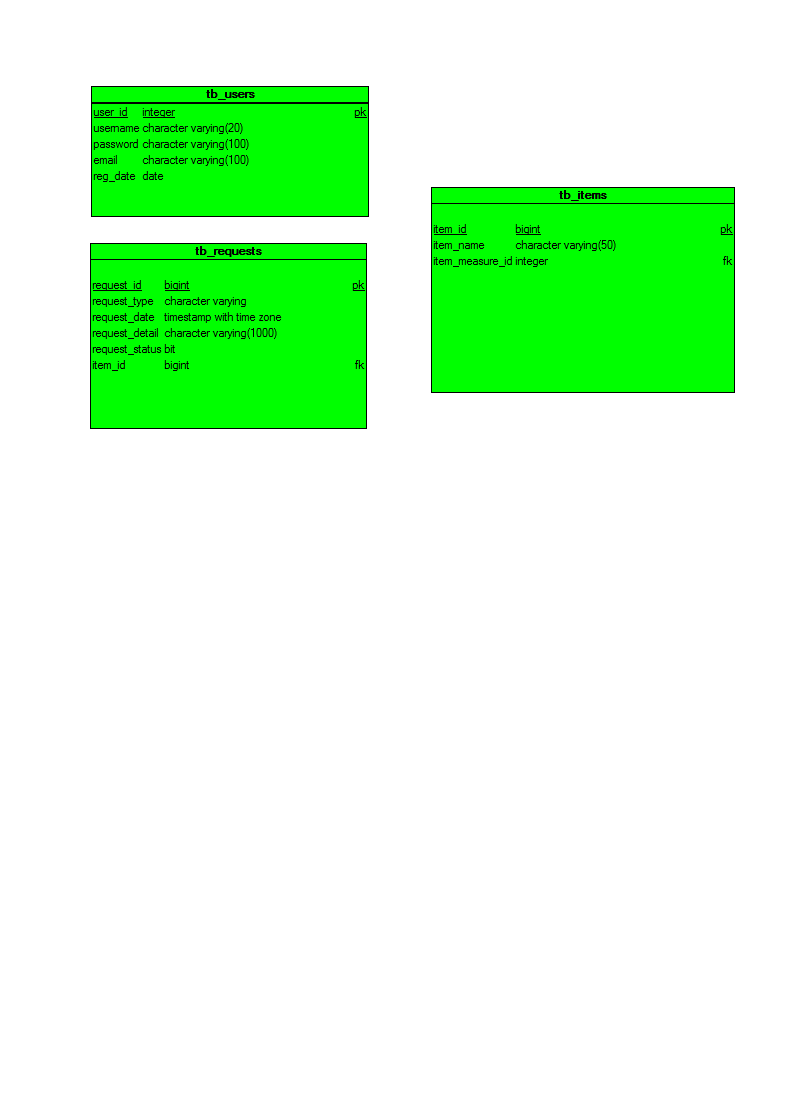 tb_users
user_id integer pk
username character varying(20)
password character varying(100)
email character varying(100)
reg_date date
tb_requests
request_id bigint pk
request_type character varying
request_date timestamp with time zone
request_detail character varying(1000)
request_status bit
item_id bigint fk
tb_items
item_id bigint pk
item_name character varying(50)
item_measure_id integer fk